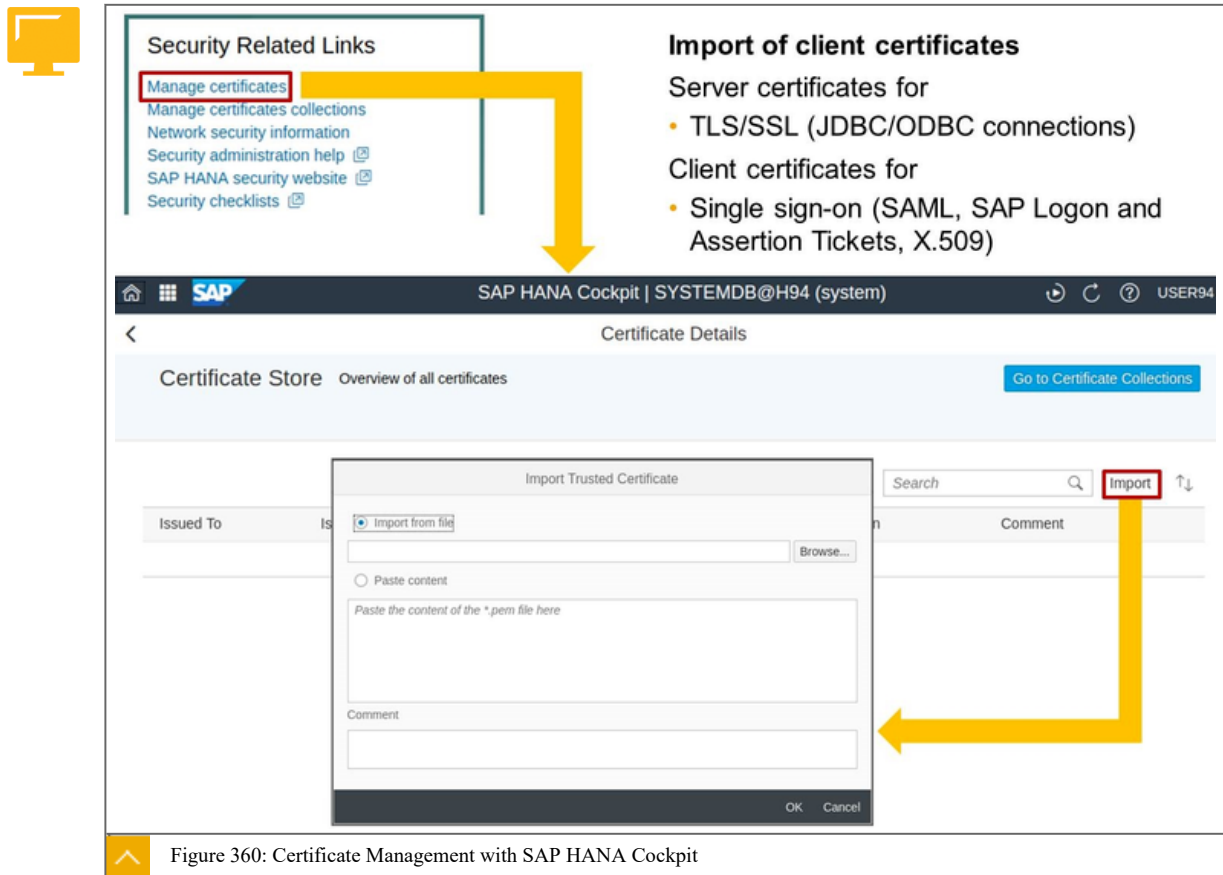 Security Related Links
Manage certificates
Manage certificates collections
Network security information
Security administration help
SAP HANA security website
Security checklists
Import of client certificates
Server certificates for
• TLS/SSL (JDBC/ODBC connections)
Client certificates for
• Single sign-on (SAML, SAP Logon and
Assertion Tickets, X.509)
SAP SAP HANA Cockpit | SYSTEMDB@H94 (system) USER94
Certificate Details
Certificate Store Overview of all certificates Go to Certificate Collections
Search Import
Issued To Is n Comment
Import Trusted Certificate
Import from file
Browse...
Paste content
Paste the content of the *.pem file here
Comment
OK Cancel
Figure 360: Certificate Management with SAP HANA Cockpit